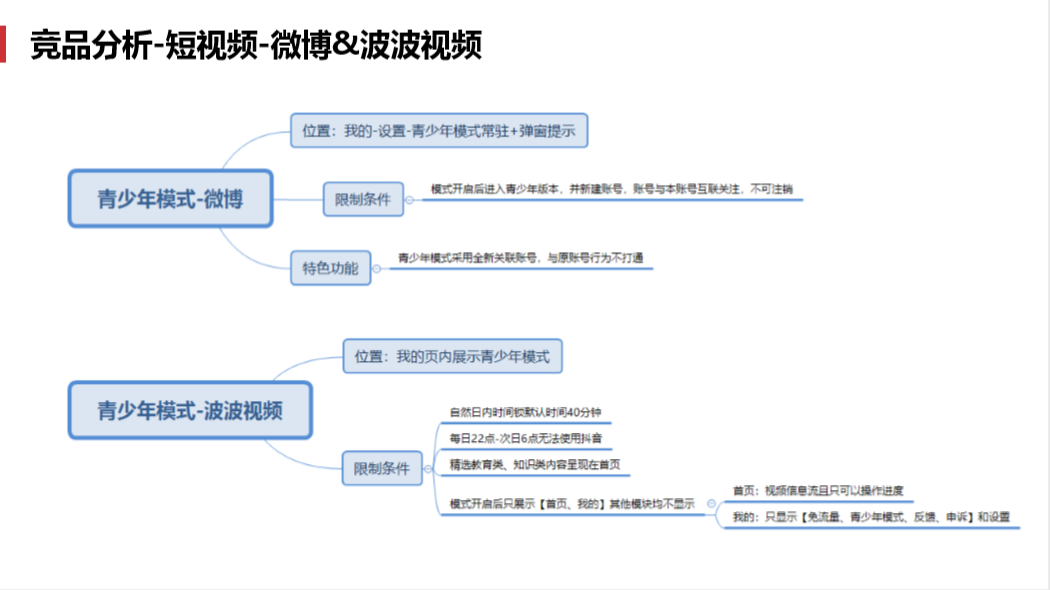 竞品分析-短视频-微博&波波视频
位置：我的-设置-青少年模式常驻+弹窗提示
青少年模式-微博
限制条件
模式开启后进入青少年版本，并新建账号，账号与本账号互联关注，不可注销
特色功能
青少年模式采用全新关联账号，与原账号行为不打通
位置：我的页内展示青少年模式
青少年模式-波波视频
限制条件
自然日内时间锁默认时间40分钟
每日22点-次日6点无法使用抖音
精选教育类、知识类内容呈现在首页
模式开启后只展示【首页、我的】其他模块均不显示
首页：视频信息流且只可以操作进度
我的：只显示【免流量、青少年模式、反馈、申诉】和设置